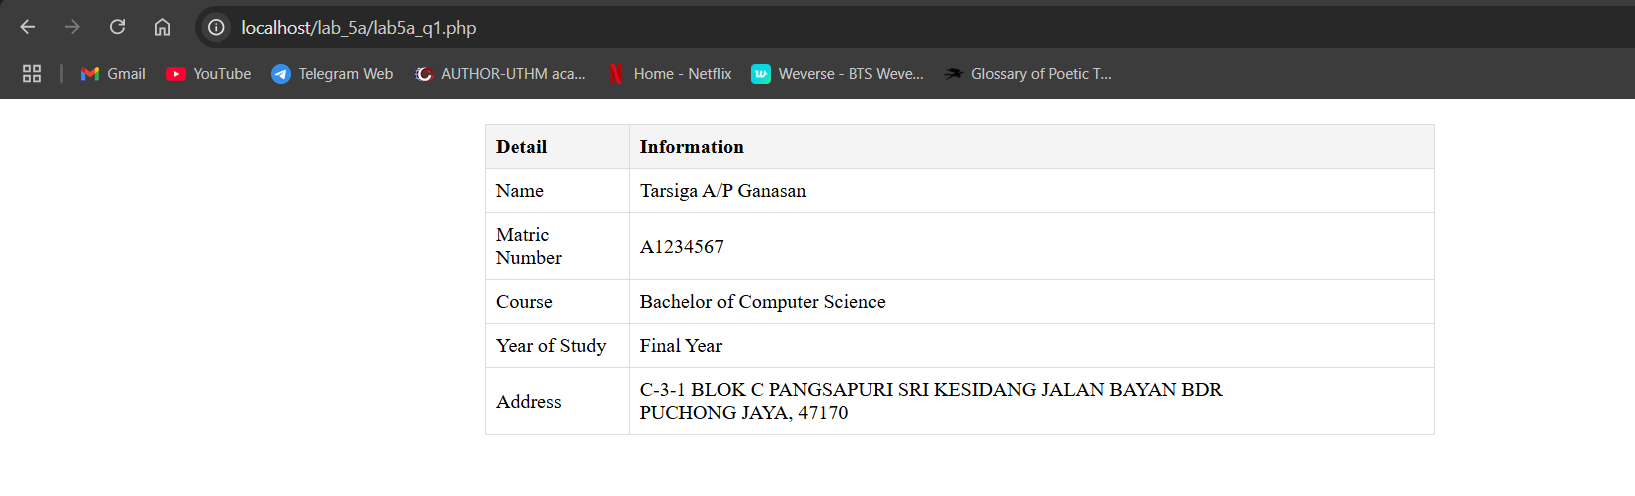 localhost/lab_5a/lab5a_q1.php
Gmail
YouTube
Telegram Web
AUTHOR-UTHM aca...
Home - Netflix
Weverse - BTS Weve...
Glossary of Poetic T...
Detail
Information
Name
Tarsiga A/P Ganasan
Matric
Number
A1234567
Course
Bachelor of Computer Science
Year of Study
Final Year
Address
C-3-1 BLOK C PANGSAPURI SRI KESIDANG JALAN BAYAN BDR
PUCHONG JAYA, 47170